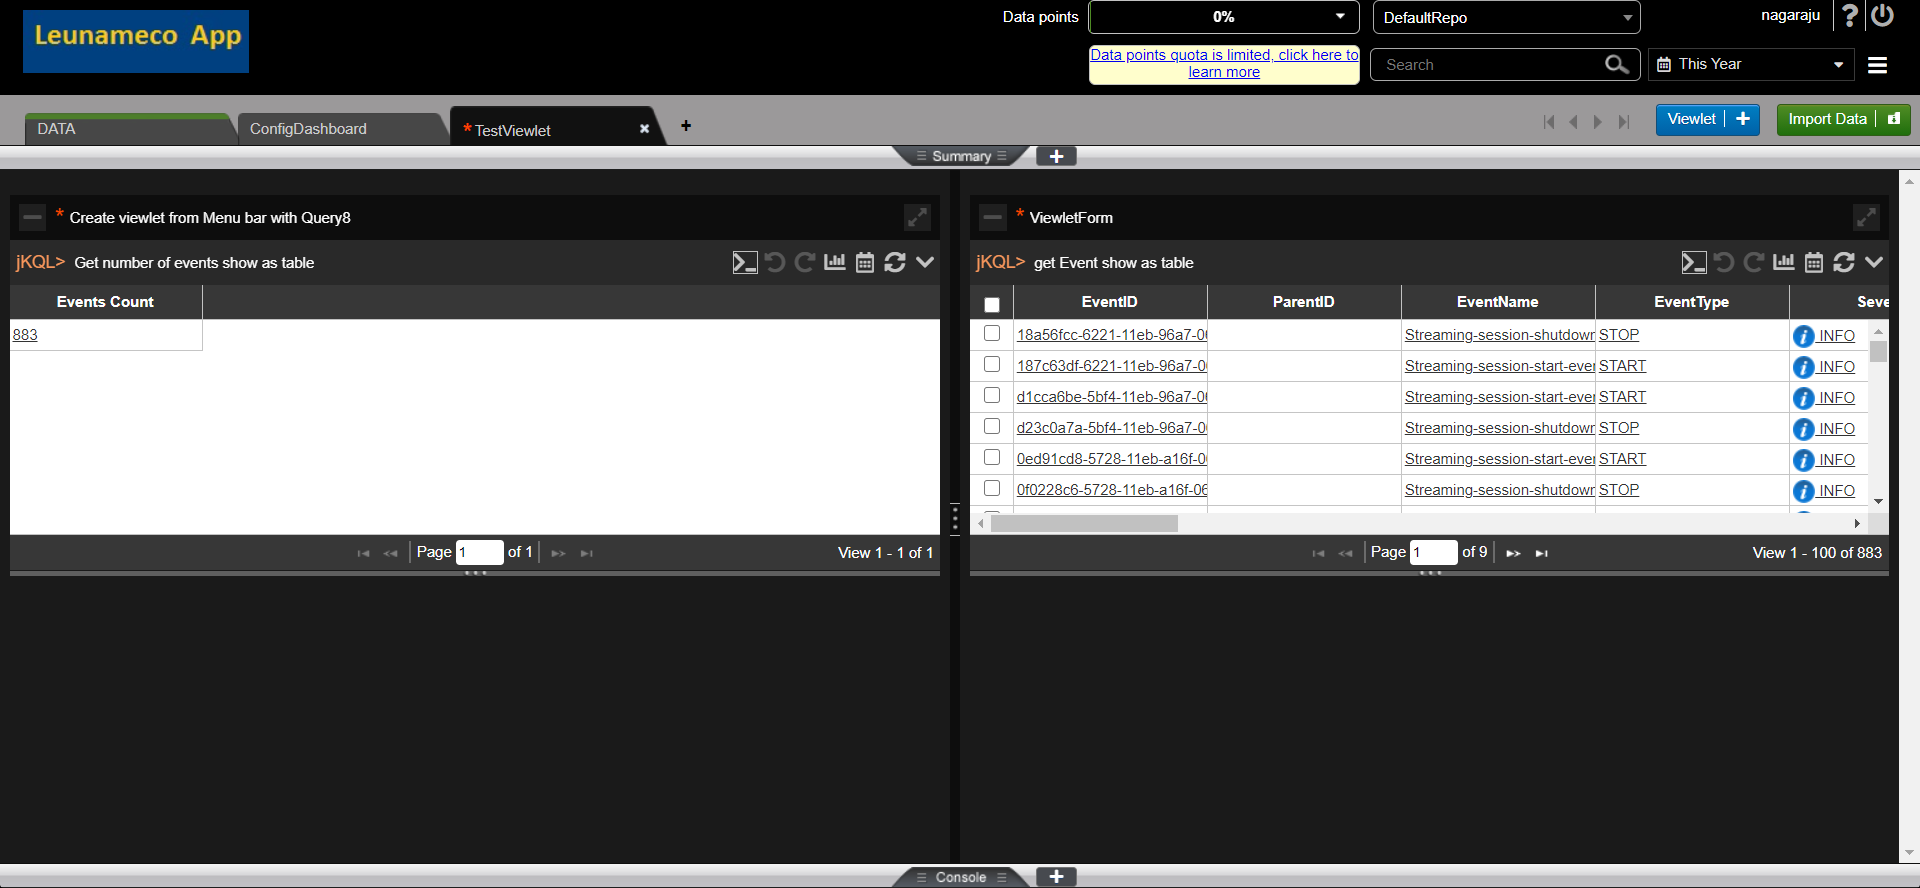 Leunameco App
Data points
0%
DefaultRepo
nagaraju
Data points quota is limited, click here to
learn more
Search
This Year
DATA
ConfigDashboard
* TestViewlet
+
Viewlet +
Import Data
Summary +
* Create viewlet from Menu bar with Query8
jKQL> Get number of events show as table
Events Count
883
Page 1 of 1
View 1 - 1 of 1
* ViewletForm
jKQL> get Event show as table
EventID ParentID EventName EventType Seve
18a56fcc-6221-11eb-96a7-0 Streaming-session-shutdown STOP INFO
187c63df-6221-11eb-96a7-0 Streaming-session-start-eve START INFO
d1cca6be-5bf4-11eb-96a7-0 Streaming-session-start-eve START INFO
d23c0a7a-5bf4-11eb-96a7-0 Streaming-session-shutdown STOP INFO
0ed91cd8-5728-11eb-a16f-0 Streaming-session-start-eve START INFO
0f0228c6-5728-11eb-a16f-06 Streaming-session-shutdown STOP INFO
Page 1 of 9
View 1 - 100 of 883
Console +